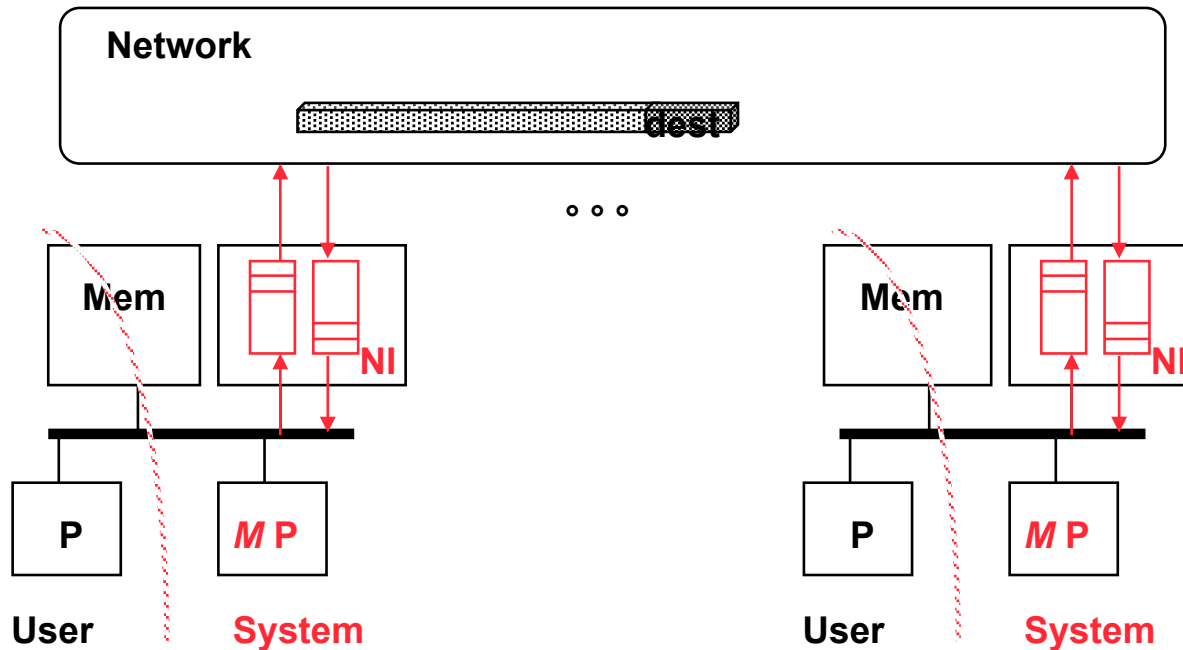 Network
dest
Mem
NI
Mem
NI
P
M P
P
M P
User
System
User
System